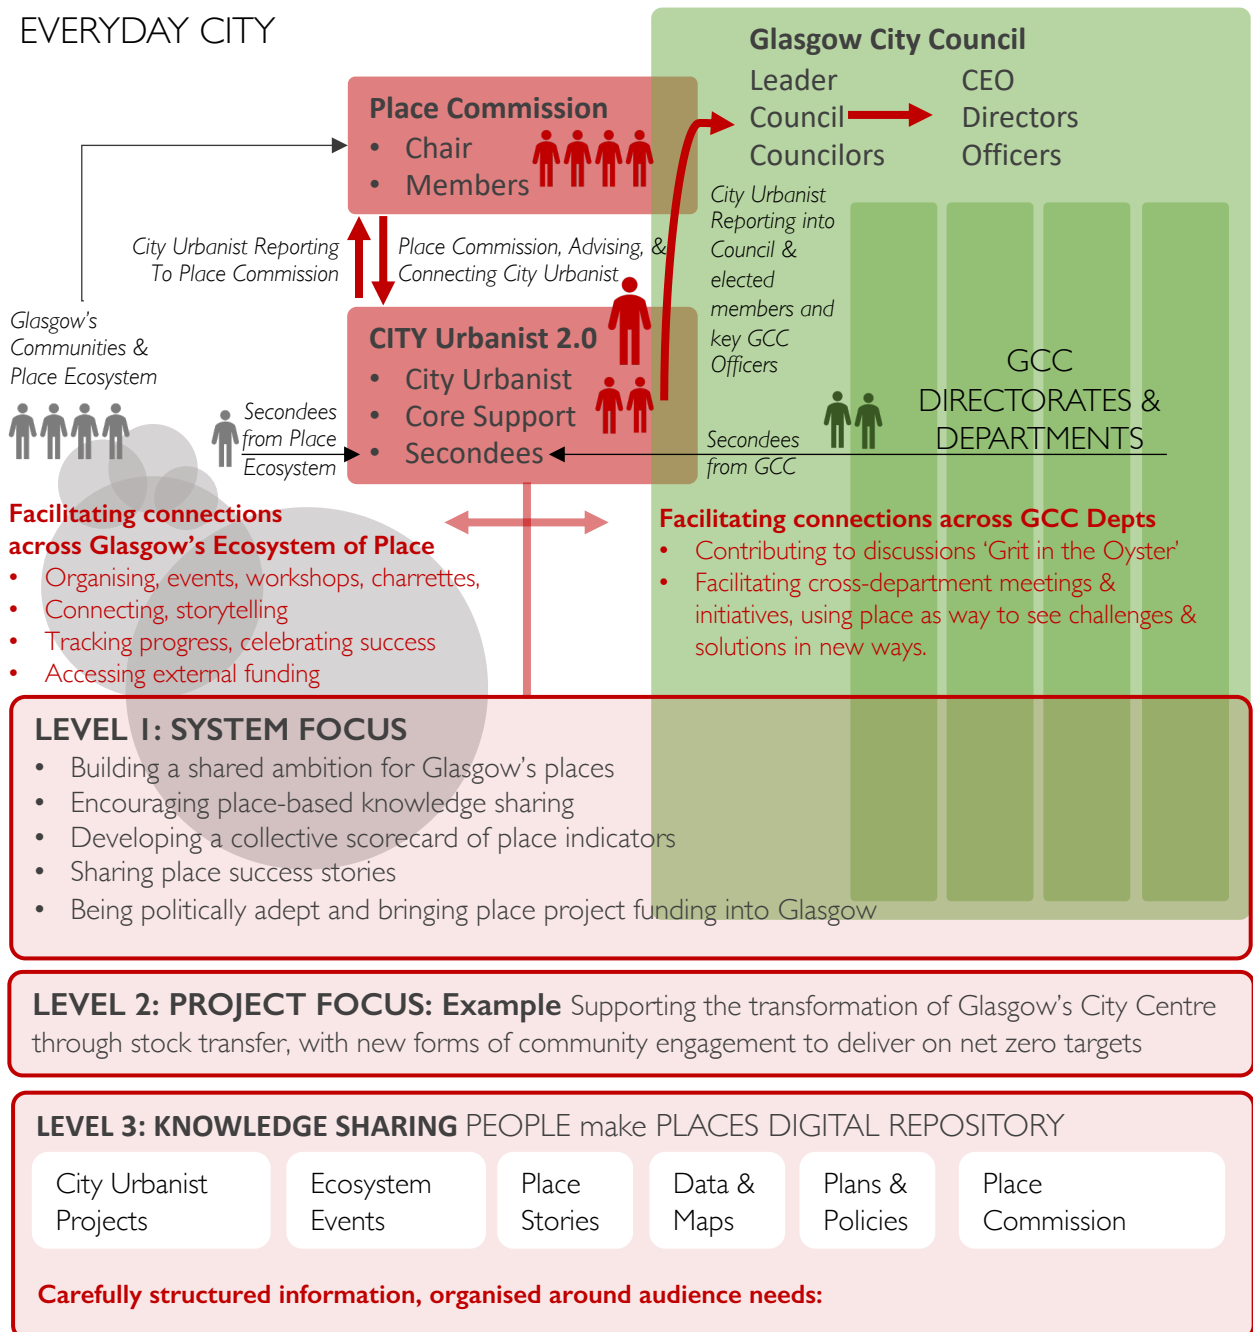 EVERYDAY CITY
Place Commission
• Chair
• Members
Glasgow City Council
Leader
Council
Councilors
CEO
Directors
Officers
City Urbanist Reporting
To Place Commission
Place Commission, Advising, &
Connecting City Urbanist
City Urbanist
Reporting into
Council &
elected
members and
key GCC
Officers
Glasgow's
Communities &
Place Ecosystem
CITY Urbanist 2.0
• City Urbanist
• Core Support
• Secondees
Secondees
from Place
Ecosystem
Secondees
from GCC
GCC
DIRECTORATES &
DEPARTMENTS
Facilitating connections
across Glasgow's Ecosystem of Place
• Organising, events, workshops, charrettes,
• Connecting, storytelling
• Tracking progress, celebrating success
• Accessing external funding
Facilitating connections across GCC Depts
• Contributing to discussions ‘Grit in the Oyster’
• Facilitating cross-department meetings &
initiatives, using place as way to see challenges &
solutions in new ways.
LEVEL 1: SYSTEM FOCUS
• Building a shared ambition for Glasgow's places
• Encouraging place-based knowledge sharing
• Developing a collective scorecard of place indicators
• Sharing place success stories
• Being politically adept and bringing place project funding into Glasgow
LEVEL 2: PROJECT FOCUS: Example Supporting the transformation of Glasgow's City Centre
through stock transfer, with new forms of community engagement to deliver on net zero targets
LEVEL 3: KNOWLEDGE SHARING PEOPLE make PLACES DIGITAL REPOSITORY
City Urbanist
Projects
Ecosystem
Events
Place
Stories
Data &
Maps
Plans &
Policies
Place
Commission
Carefully structured information, organised around audience needs: